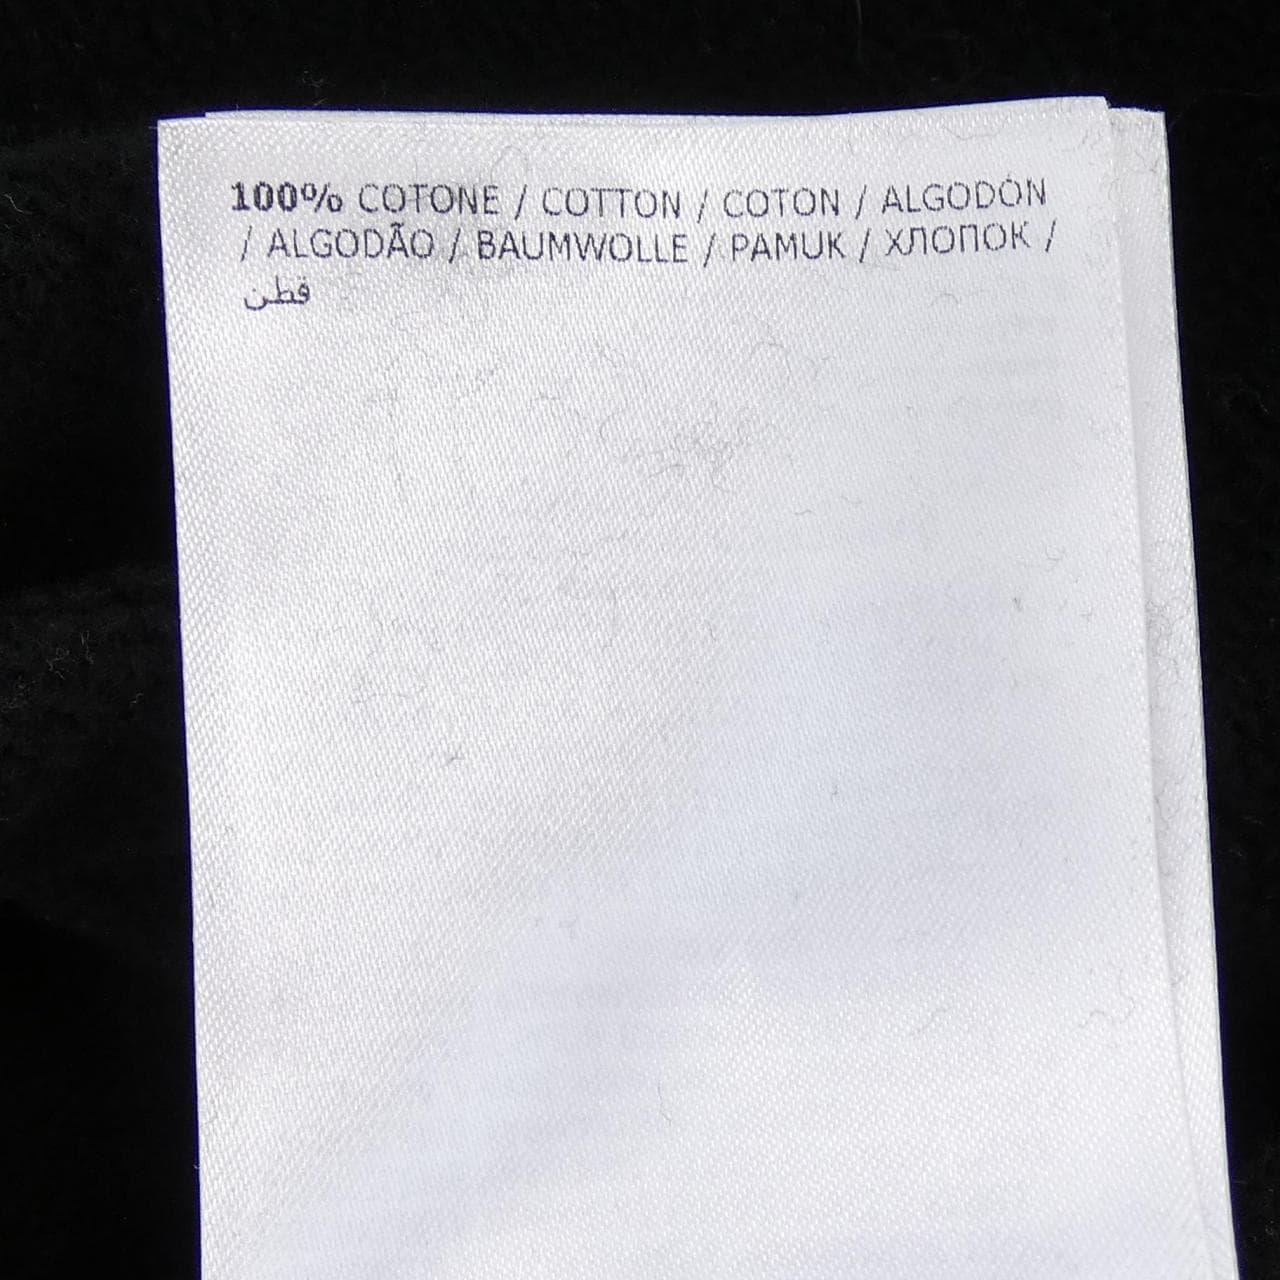 100% COTONE / COTTON / COTON / ALGODÓN
/ ALGODÃO / BAUMWOLLE / PAMUK / ХЛОПОК /
قطن